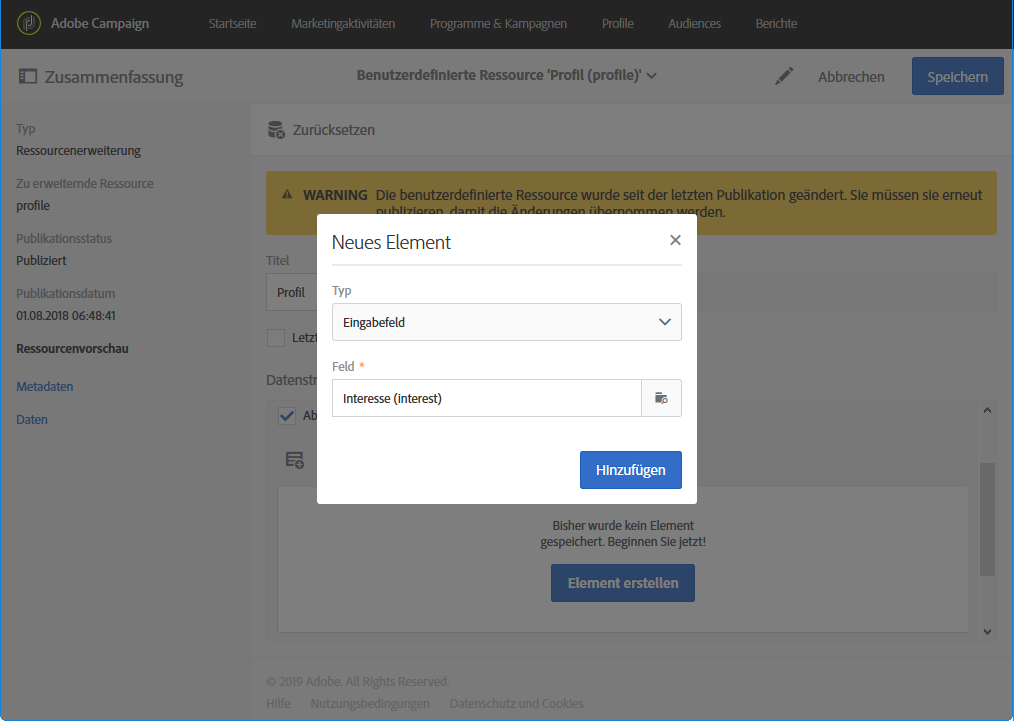 Adobe Campaign Startseite Marketingaktivitäten Programme & Kampagnen Profile Audiences Berichte
Zusammenfassung Benutzerdefinierte Ressource 'Profil (profile)' Abbrechen Speichern
Typ
Ressourcenerweiterung
Zu erweiternde Ressource
profile
Publikationsstatus
Publiziert
Publikationsdatum
01.08.2018 06:48:41
Ressourcenvorschau
Metadaten
Daten
Zurücksetzen
WARNING Die benutzerdefinierte Ressource wurde seit der letzten Publikation geändert. Sie müssen sie erneut
publizieren, damit die Änderungen übernommen werden.
Titel
Profil
Letzt
Datenstr
Ab
Neues Element
Typ
Eingabefeld
Feld *
Interesse (interest)
Hinzufügen
Bisher wurde kein Element
gespeichert. Beginnen Sie jetzt!
Element erstellen
© 2019 Adobe. All Rights Reserved.
Hilfe Nutzungsbedingungen Datenschutz und Cookies